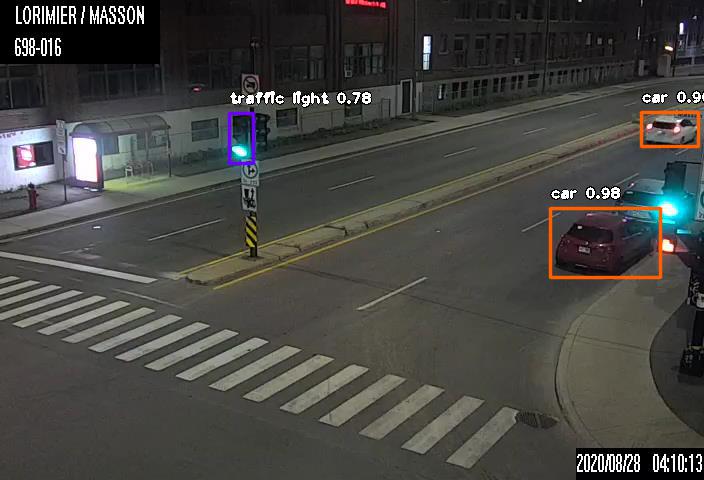 LORIMIER / MASSON
698-016
traffic light 0.78
car 0.9
car 0.98
2020/08/28 04:10:13